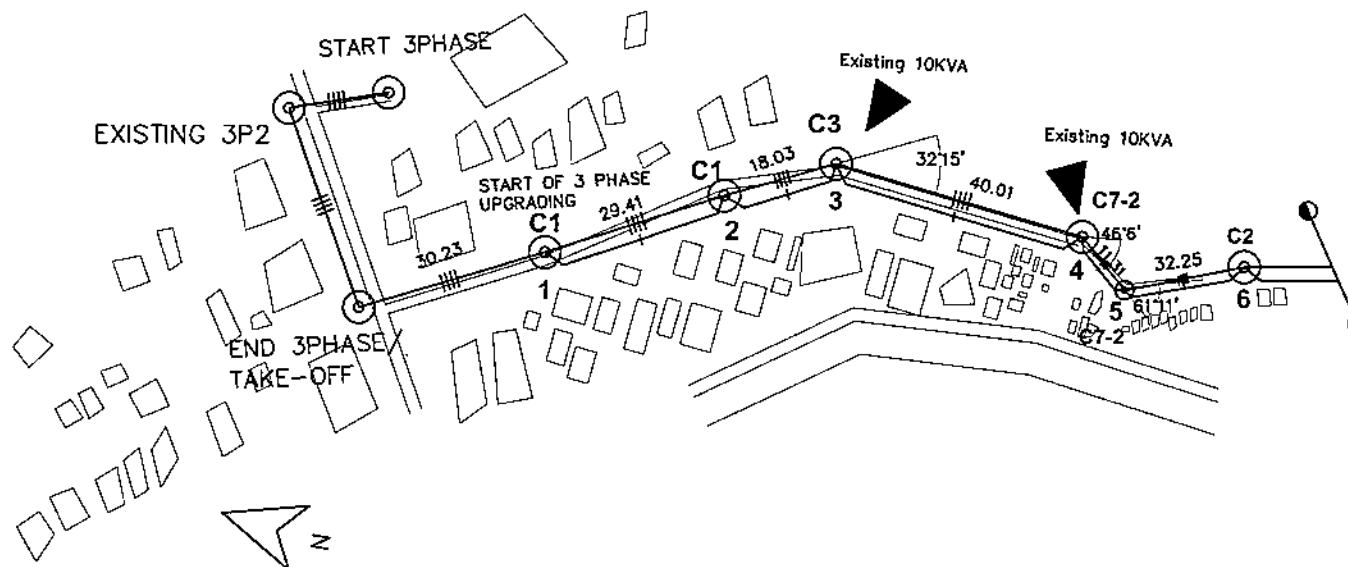 START 3PHASE
EXISTING 3P2
Existing 10KVA
Existing 10KVA
C3
18.03
32°15'
C1
40.01
START OF 3 PHASE
UPGRADING
29.41
C7-2
46°6'
C1
2
3
30.23
32.25
C2
4
1
5
61°11'
6
C7-2
END 3PHASE
TAKE-OFF
N